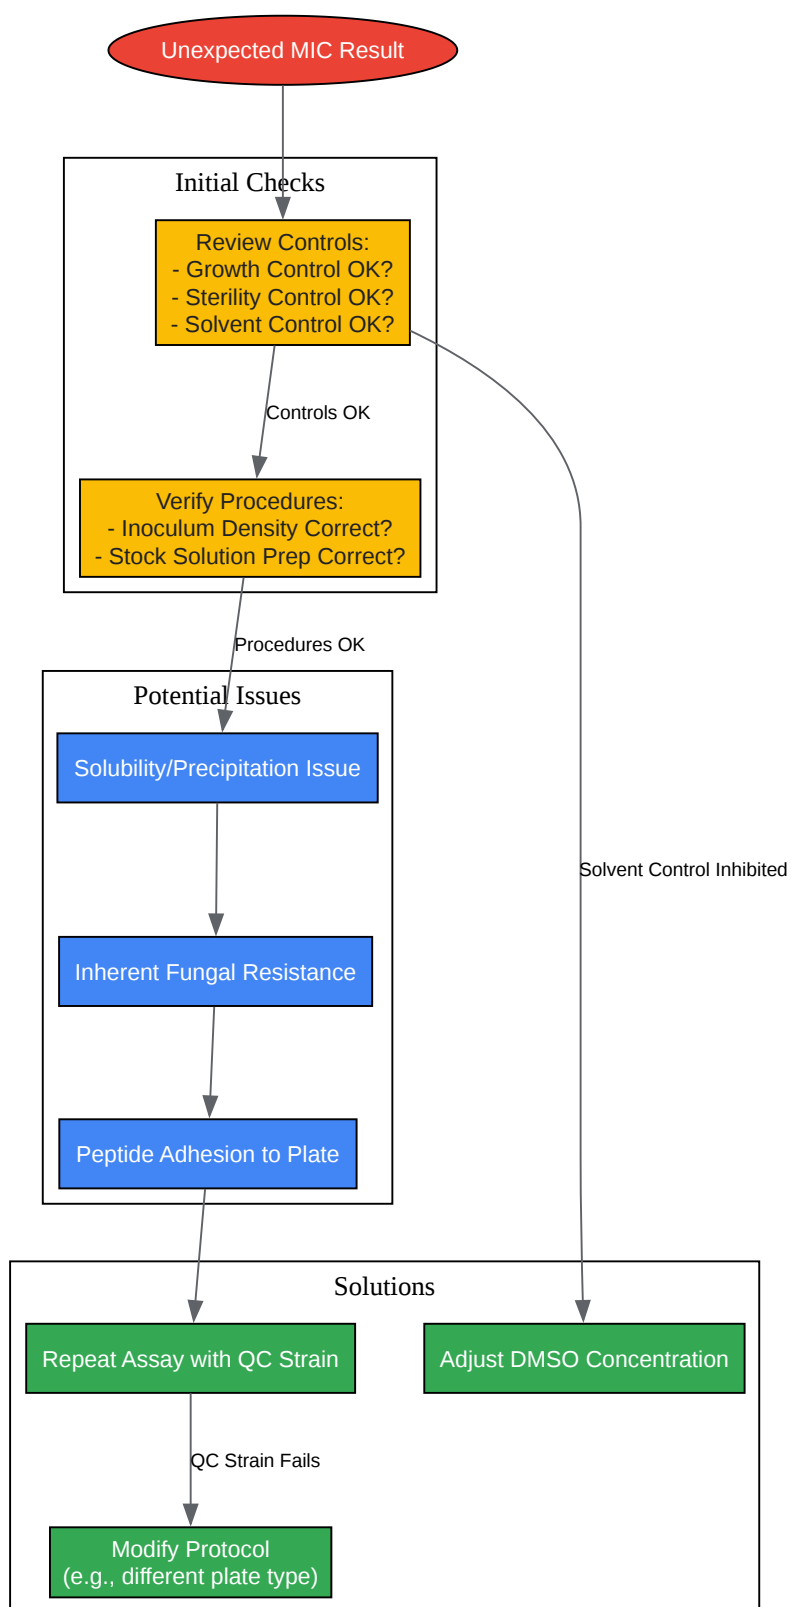 Unexpected MIC Result
Initial Checks
Review Controls:
- Growth Control OK?
- Sterility Control OK?
- Solvent Control OK?
Controls OK
Verify Procedures:
- Inoculum Density Correct?
- Stock Solution Prep Correct?
Procedures OK
Potential Issues
Solubility/Precipitation Issue
Solvent Control Inhibited
Inherent Fungal Resistance
Peptide Adhesion to Plate
Solutions
Repeat Assay with QC Strain
Adjust DMSO Concentration
QC Strain Fails
Modify Protocol
(e.g., different plate type)